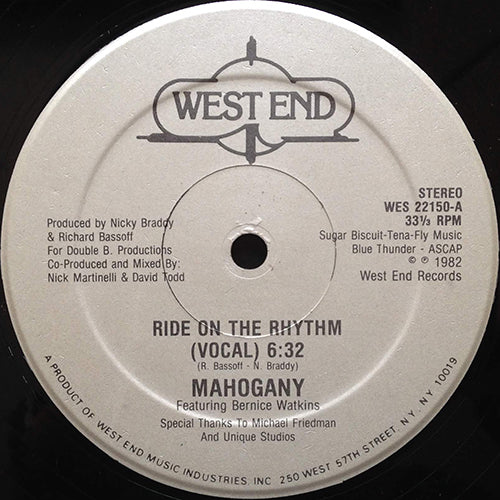 WEST END
STEREO
WES 22150-A
33⅓ RPM
Sugar Biscuit-Tena-Fly Music
Blue Thunder - ASCAP
© ℗ 1982
West End Records
Produced by Nicky Braddy
& Richard Bassoff
For Double B. Productions
Co-Produced and Mixed By:
Nick Martinelli & David Todd
RIDE ON THE RHYTHM
(VOCAL) 6:32
(R. Bassoff - N. Braddy)
MAHOGANY
Featuring Bernice Watkins
Special Thanks To Michael Friedman
And Unique Studios
A PRODUCT OF WEST END MUSIC INDUSTRIES, INC 250 WEST 57TH STREET, NY, NY 10019